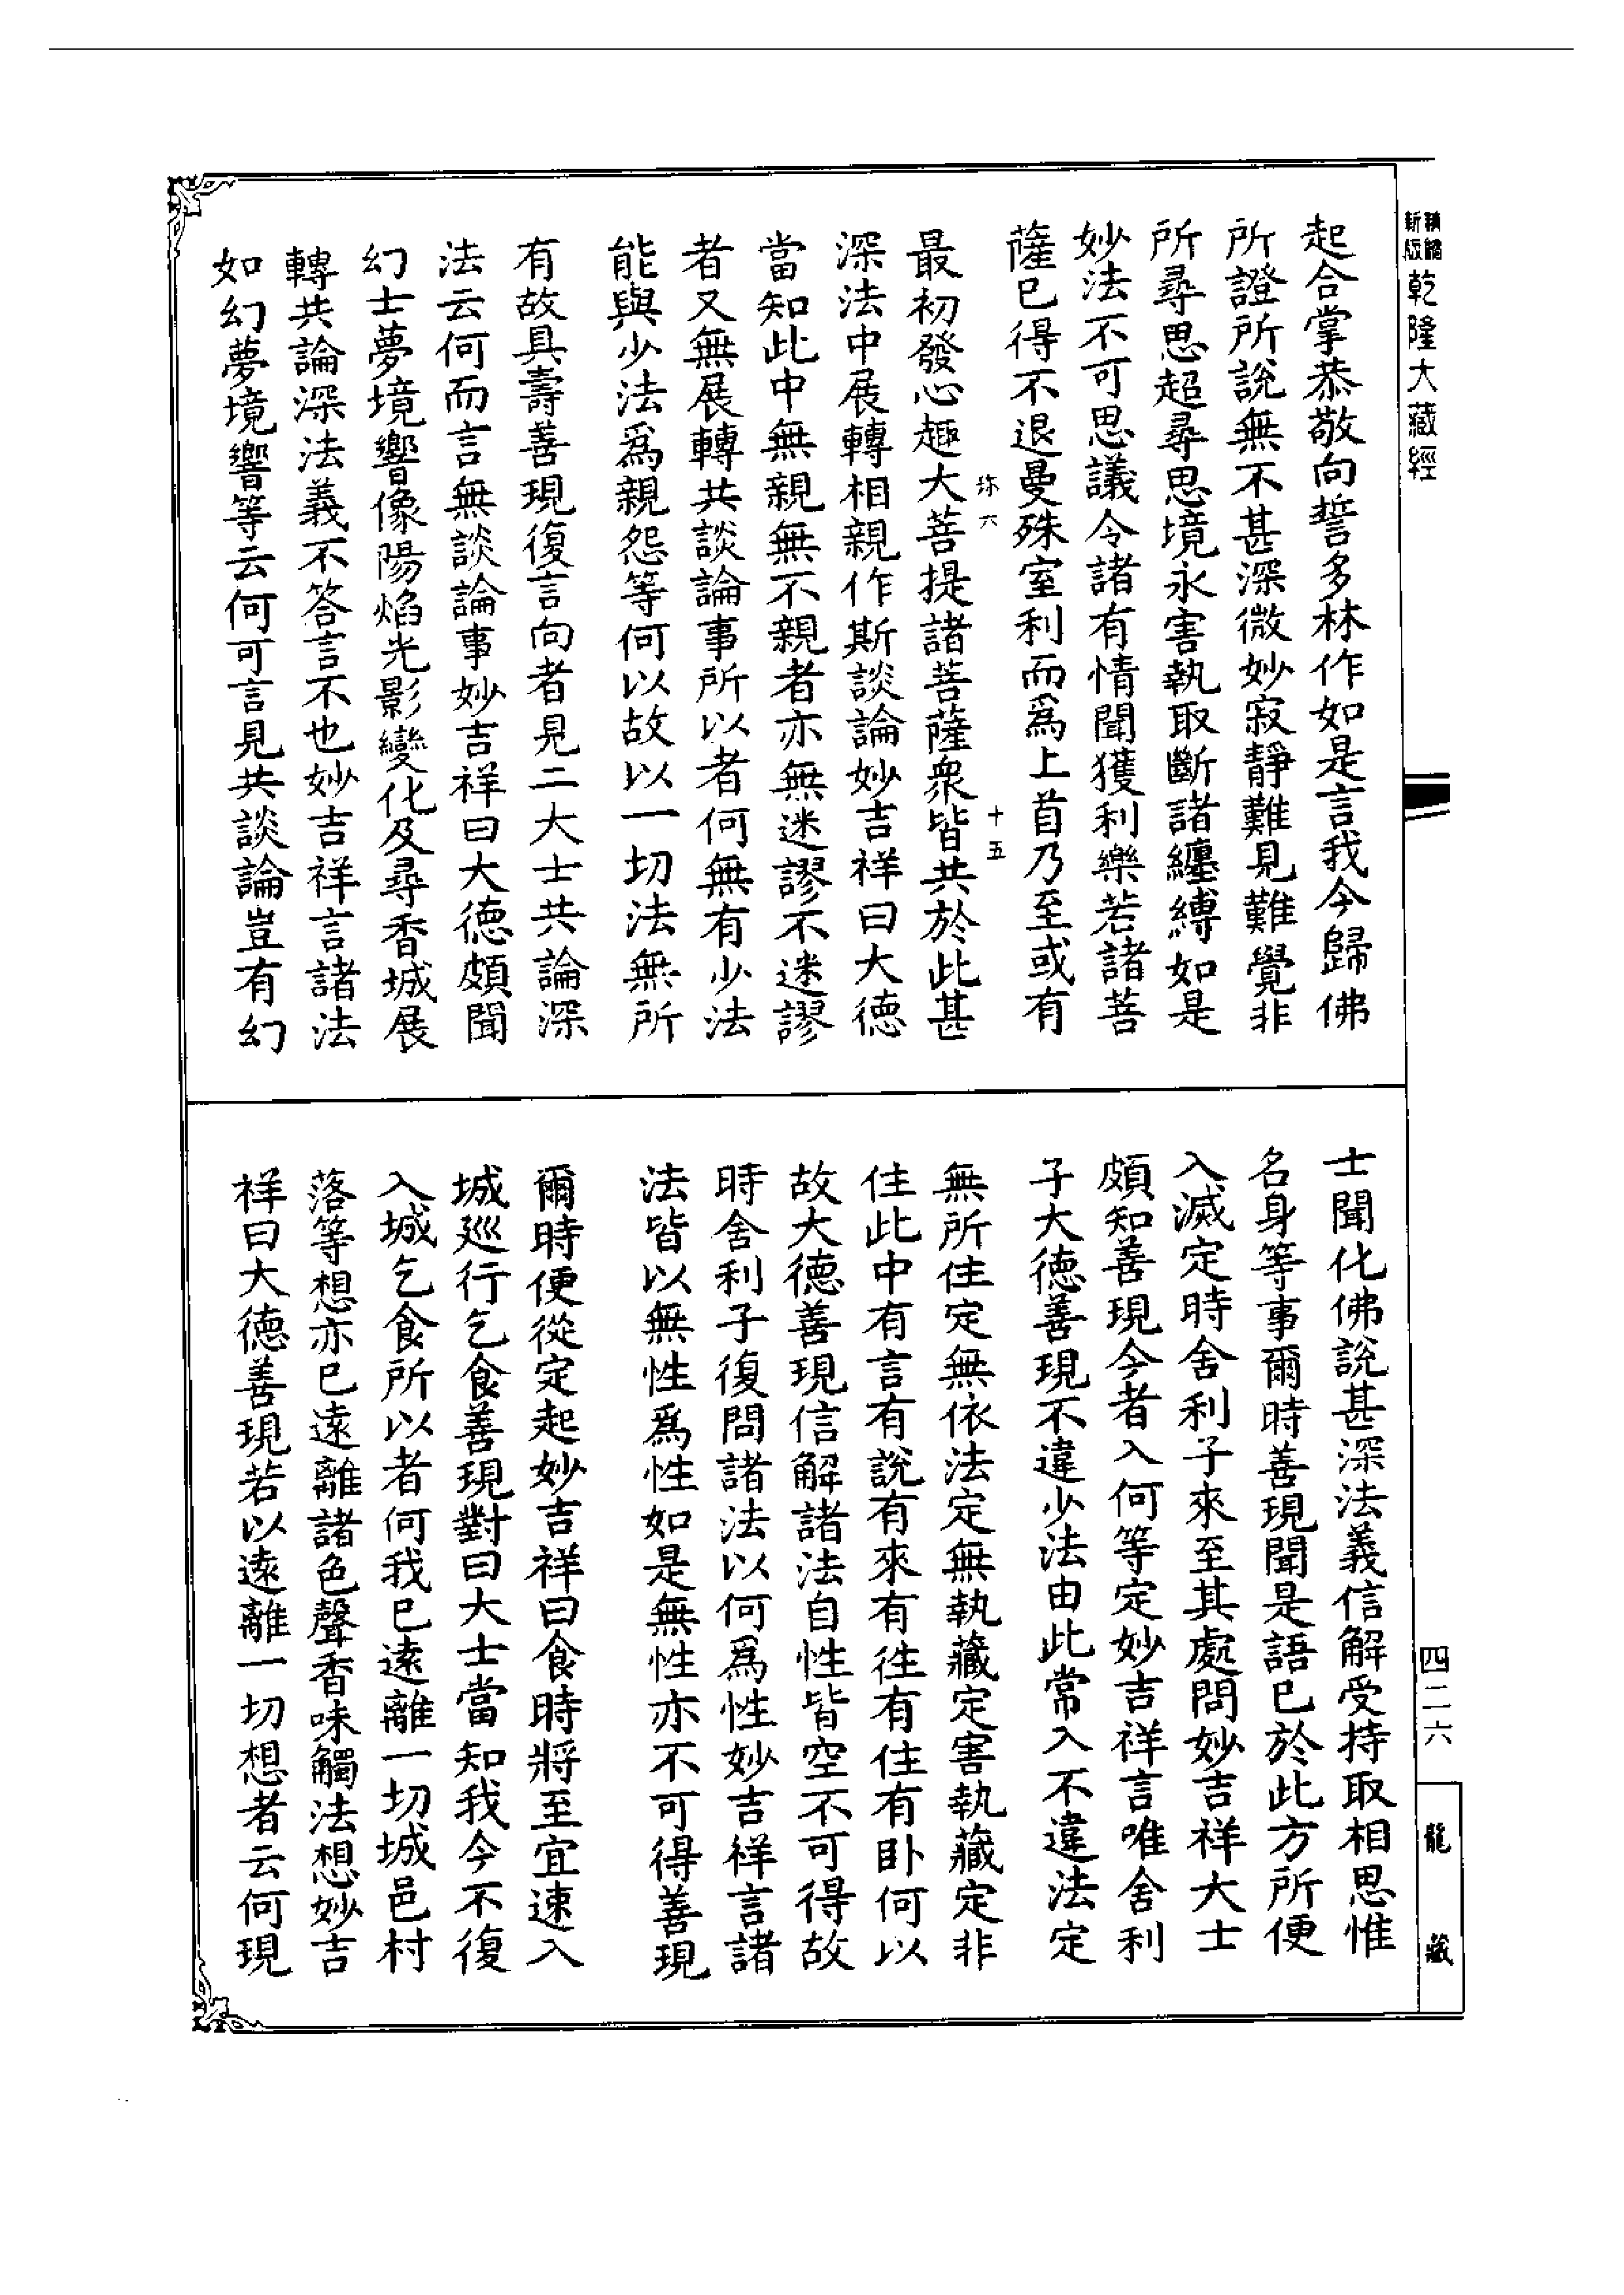 乾隆大藏經
起合掌恭敬向誓多林作如是言我今歸佛
所證所說無不甚深微妙寂靜難見難覺非
所尋思超尋思境永害執取斷諸纏縛如是
妙法不可思議令諸有情聞獲利樂若諸菩
薩已得不退曼殊室利而為上首乃至或有
十五
最初發心趣大菩提諸菩薩眾皆共於此甚
深法中展轉相親作斯談論妙吉祥曰大德
當知此中無親無不親者亦無迷謬不迷謬
者又無展轉共談論事所以者何無有少法
能與少法為親怨等何以故以一切法無所
有故具壽善現復言向者見二大士共論深
法云何而言無談論事妙吉祥曰大德頗聞
幻士夢境響像陽焰光影變化及尋香城展
轉共論深法義不答言不也妙吉祥言諸法
如幻夢境響等云何可言見共談論豈有幻
士聞化佛說甚深法義信解受持取相思惟
名身等事爾時善現聞是語已於此方所便
入滅定時舍利子來至其處問妙吉祥大士
頗知善現今者入何等定妙吉祥言唯舍利
子大德善現不違少法由此常入不違法定
無所住定無依法定無執藏定害執藏定非
住此中有言有說有來有往有住有臥何以
故大德善現信解諸法自性皆空不可得故
時舍利子復問諸法以何為性妙吉祥言諸
法皆以無性為性如是無性亦不可得善現
爾時便從定起妙吉祥曰食時將至宜速入
城巡行乞食善現對曰大士當知我今不復
入城乞食所以者何我已遠離一切城邑村
落等想亦已遠離諸色聲香味觸法想妙吉
祥曰大德善現若以遠離一切想者云何現
四二六
龍藏